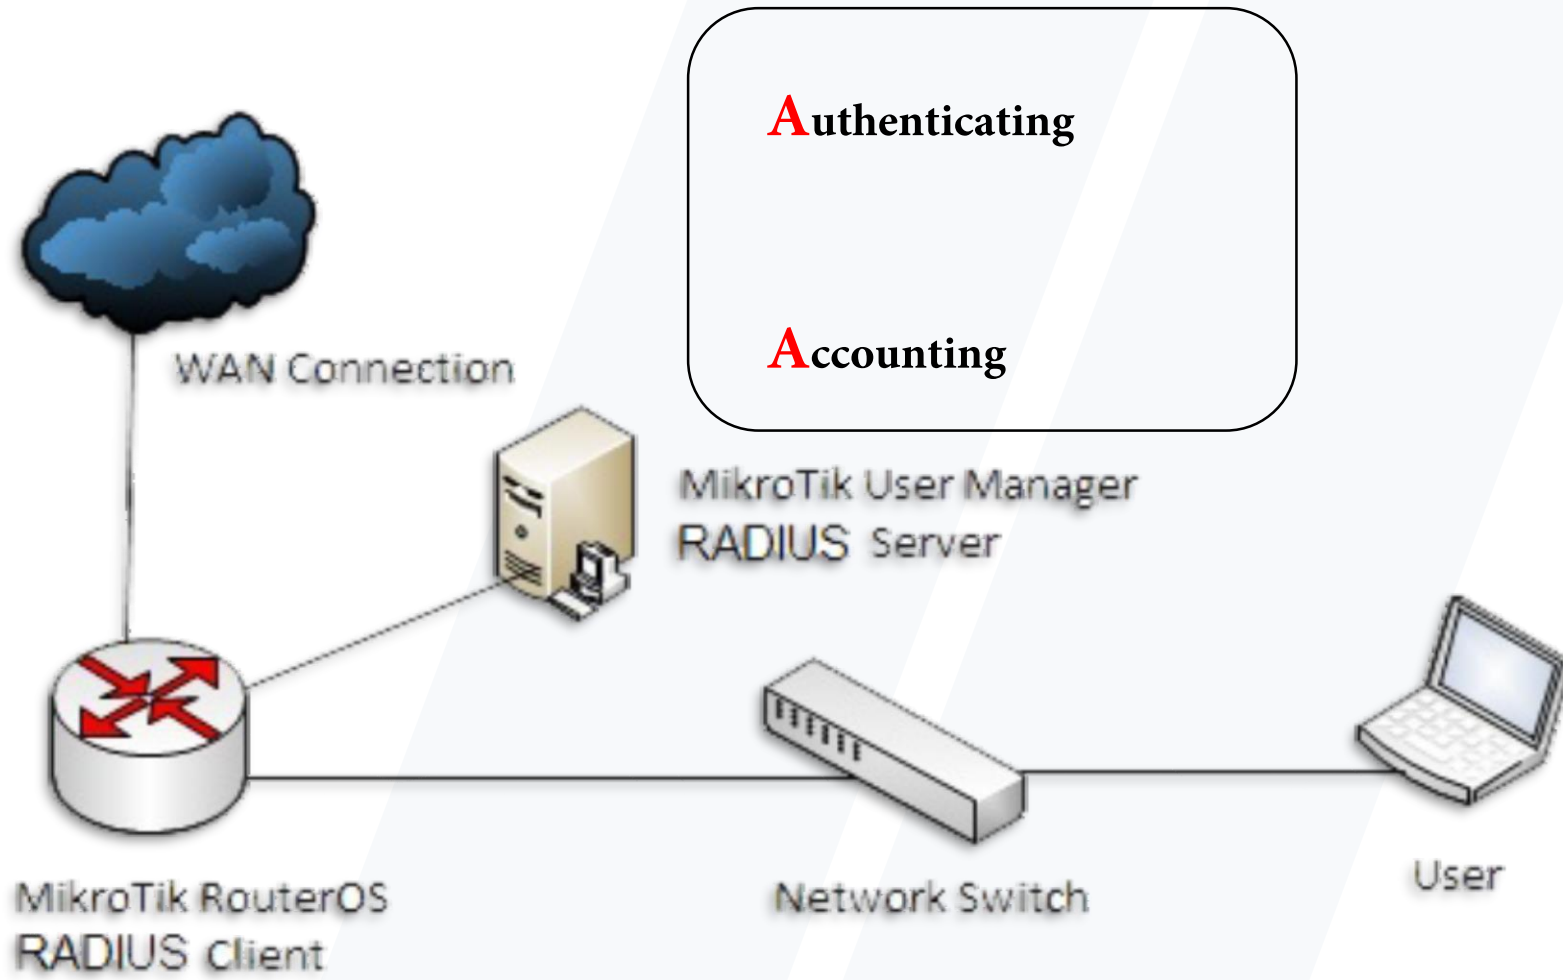 Authenticating
Accounting
WAN Connection
MikroTik User Manager
RADIUS Server
MikroTik RouterOS
RADIUS Client
Network Switch
User